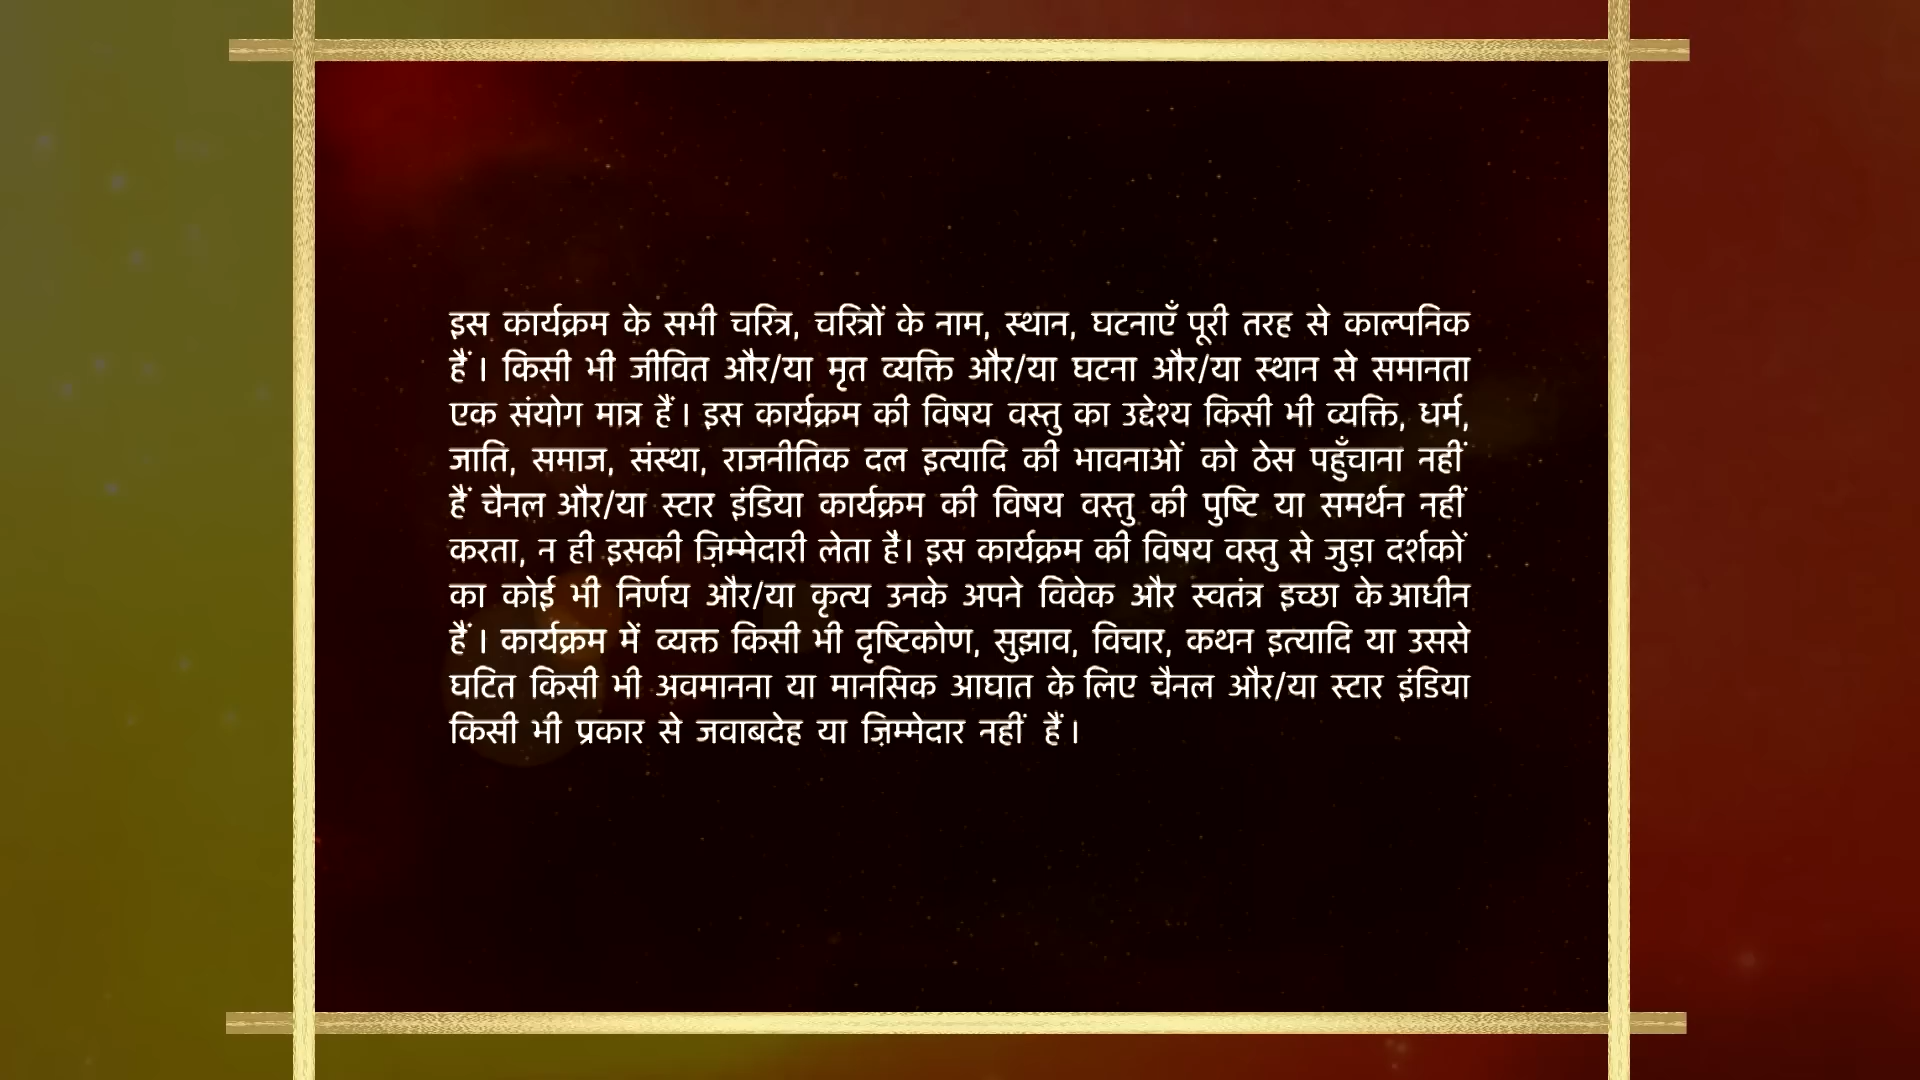 इस कार्यक्रम के सभी चरित्र, चरित्रों के नाम, स्थान, घटनाएँ पूरी तरह से काल्पनिक
हैं। किसी भी जीवित और/या मृत व्यक्ति और/या घटना और/या स्थान से समानता
एक संयोग मात्र हैं। इस कार्यक्रम की विषय वस्तु का उद्देश्य किसी भी व्यक्ति, धर्म,
जाति, समाज, संस्था, राजनीतिक दल इत्यादि की भावनाओं को ठेस पहुँचाना नहीं
हैं चैनल और/या स्टार इंडिया कार्यक्रम की विषय वस्तु की पुष्टि या समर्थन नहीं
करता, न ही इसकी ज़िम्मेदारी लेता है। इस कार्यक्रम की विषय वस्तु से जुड़ा दर्शकों
का कोई भी निर्णय और/या कृत्य उनके अपने विवेक और स्वतंत्र इच्छा के आधीन
हैं। कार्यक्रम में व्यक्त किसी भी दृष्टिकोण, सुझाव, विचार, कथन इत्यादि या उससे
घटित किसी भी अवमानना या मानसिक आघात के लिए चैनल और/या स्टार इंडिया
किसी भी प्रकार से जवाबदेह या ज़िम्मेदार नहीं हैं।